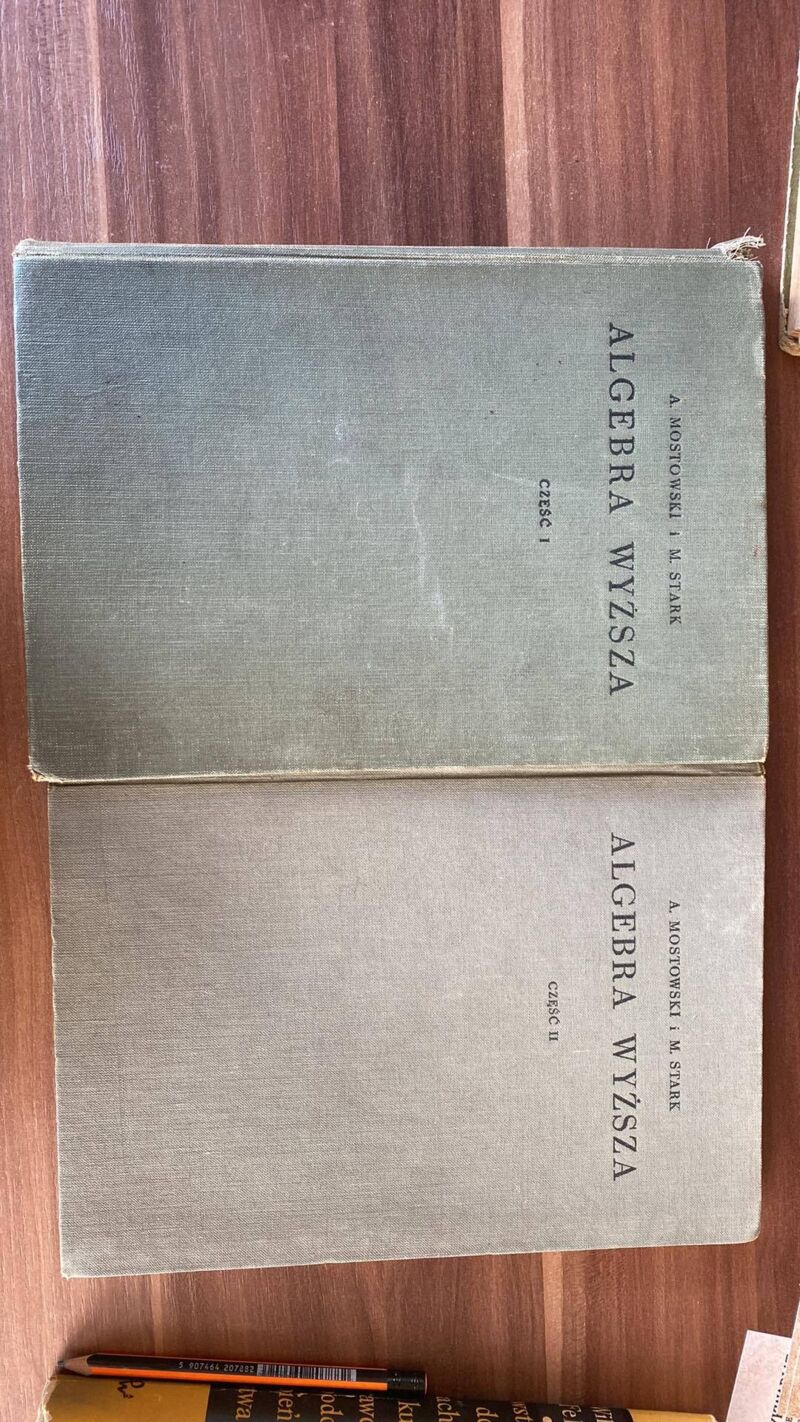 A. MOSTOWSKI i M. STARK
ALGEBRA WYŻSZA
CZĘŚĆ I
A. MOSTOWSKI i M. STARK
ALGEBRA WYŻSZA
CZĘŚĆ II
5 907464 207882